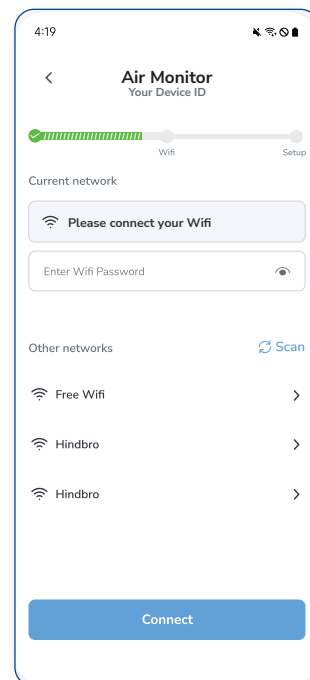 4:19
Air Monitor
Your Device ID
Wifi
Setup
Current network
Please connect your Wifi
Enter Wifi Password
Other networks
Scan
Free Wifi
Hindbro
Hindbro
Connect